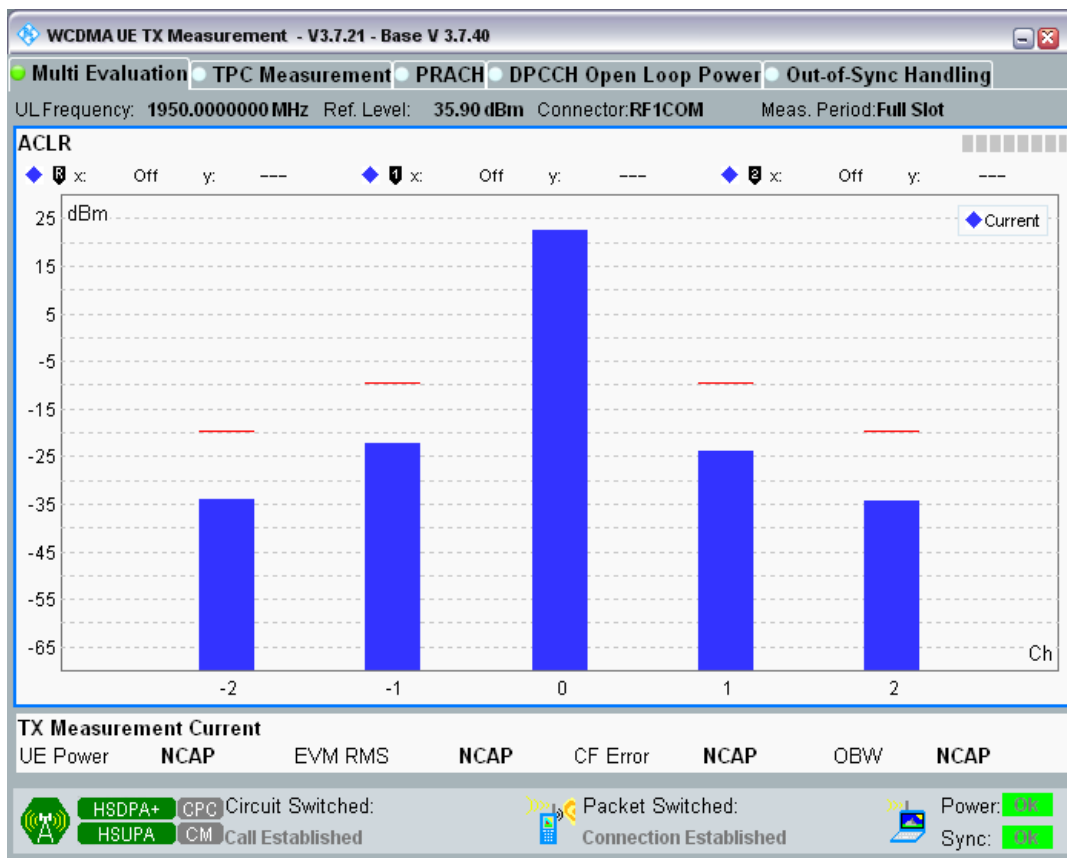 WCDMA UE TX Measurement - V3.7.21 - Base V 3.7.40
Multi Evaluation TPC Measurement PRACH DPCCH Open Loop Power Out-of-Sync Handling
UL Frequency: 1950.0000000 MHz Ref. Level: 35.90 dBm Connector:RF1COM Meas. Period:Full Slot
ACLR
R x: Off y: --- 1 x: Off y: --- 2 x: Off y: ---
dBm
Current
25
15
5
-5
-15
-25
-35
-45
-55
-65
Ch
-2 -1 0 1 2
TX Measurement Current
UE Power NCAP EVM RMS NCAP CF Error NCAP OBW NCAP
HSDPA+ CPC Circuit Switched: Packet Switched: Power: OK
HSUPA CM Call Established Connection Established Sync: OK